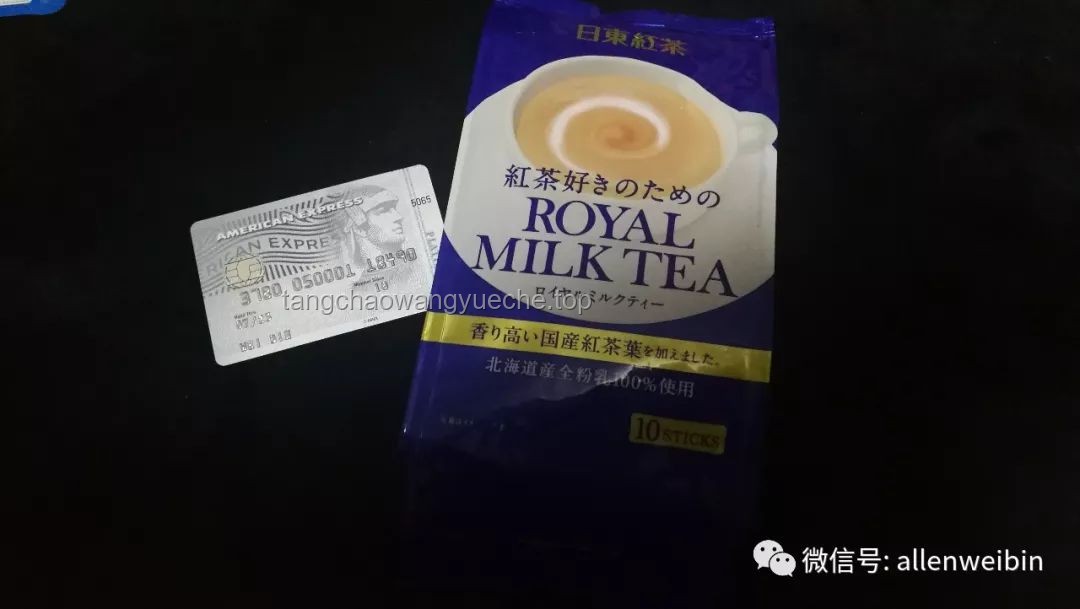 日東紅茶
紅茶好きのための
ROYAL
MILK TEA
ロイヤルミルクティー
香り高い国産紅茶葉を加えました。
北海道産全粉乳100%使用
10 STICKS
AMERICAN EXPRESS
RICAN EXPRE
tangchaowangyueche.top
微信号: allenweibin